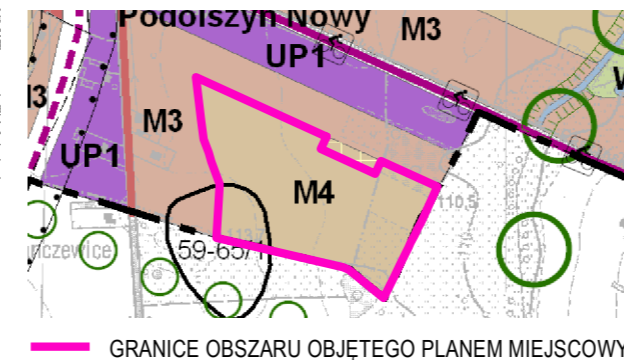 Podolszyn Nowy
M3
UP1
M3
UP1
M4
110,5
59-65/1
GRANICE OBSZARU OBJĘTEGO PLANEM MIEJSCOWY